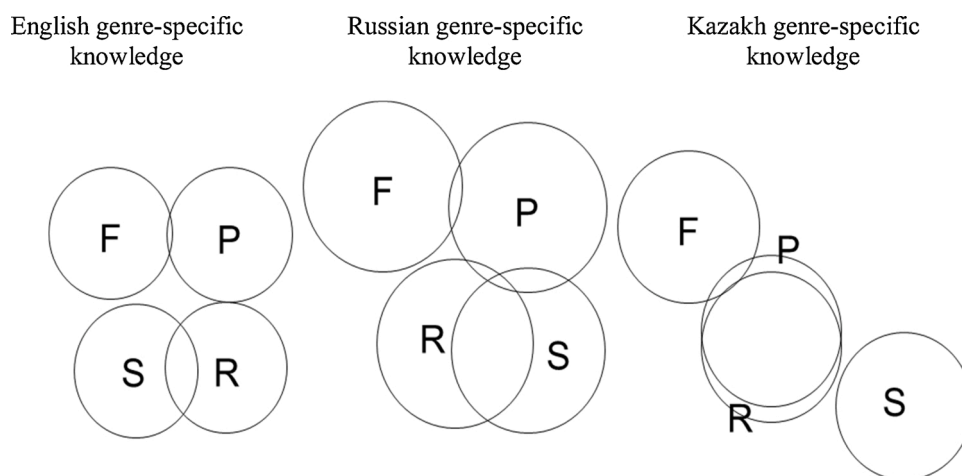 English genre-specific
knowledge
Russian genre-specific
knowledge
Kazakh genre-specific
knowledge
F
P
S
R
F
P
R
S
F
P
R
S